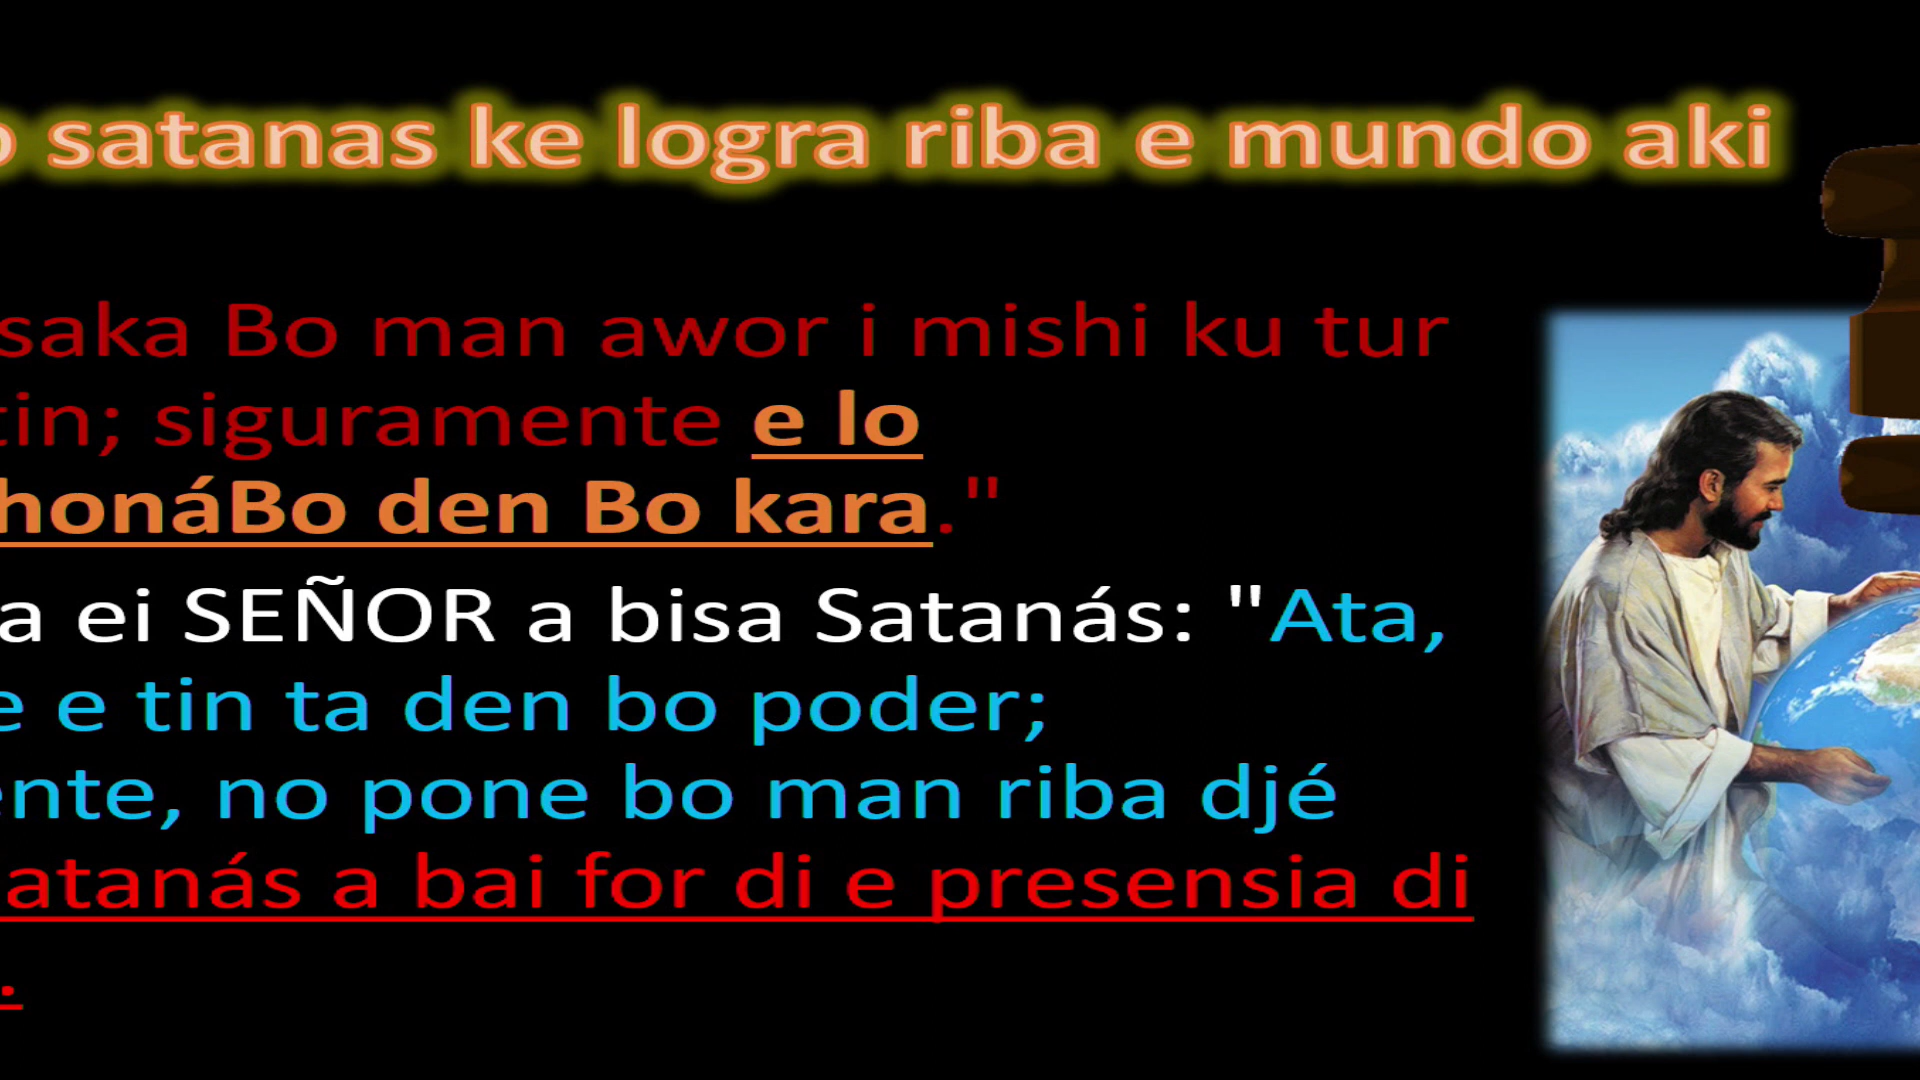 satanas ke logra riba e mundo aki
saka Bo man awor i mishi ku tur
tin; siguramente e lo
honáBo den Bo kara."
a ei SEÑOR a bisa Satanás: "Ata,
e e tin ta den bo poder;
ente, no pone bo man riba djé
atanás a bai for di e presensia di